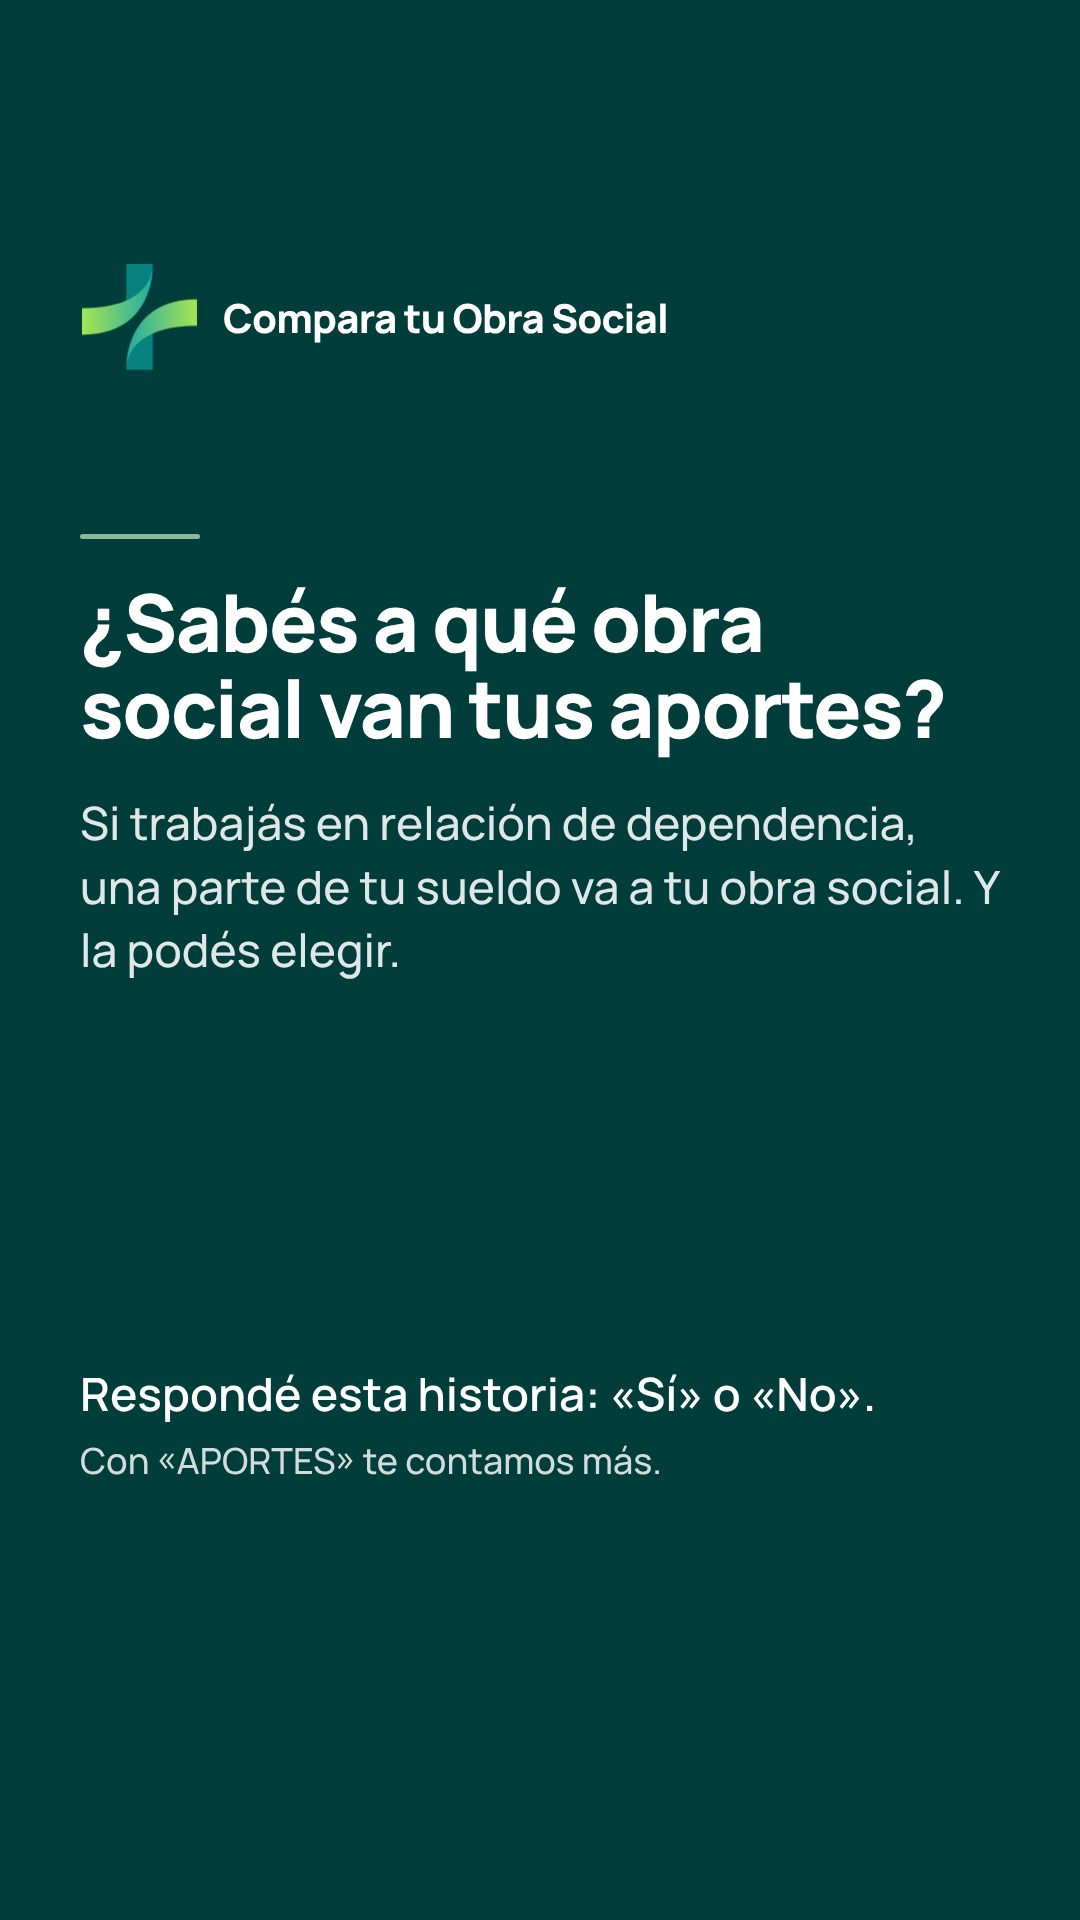 Compara tu Obra Social
¿Sabés a qué obra
social van tus aportes?
Si trabajás en relación de dependencia,
una parte de tu sueldo va a tu obra social. Y
la podés elegir.
Respondé esta historia: «Sí» o «No».
Con «APORTES» te contamos más.